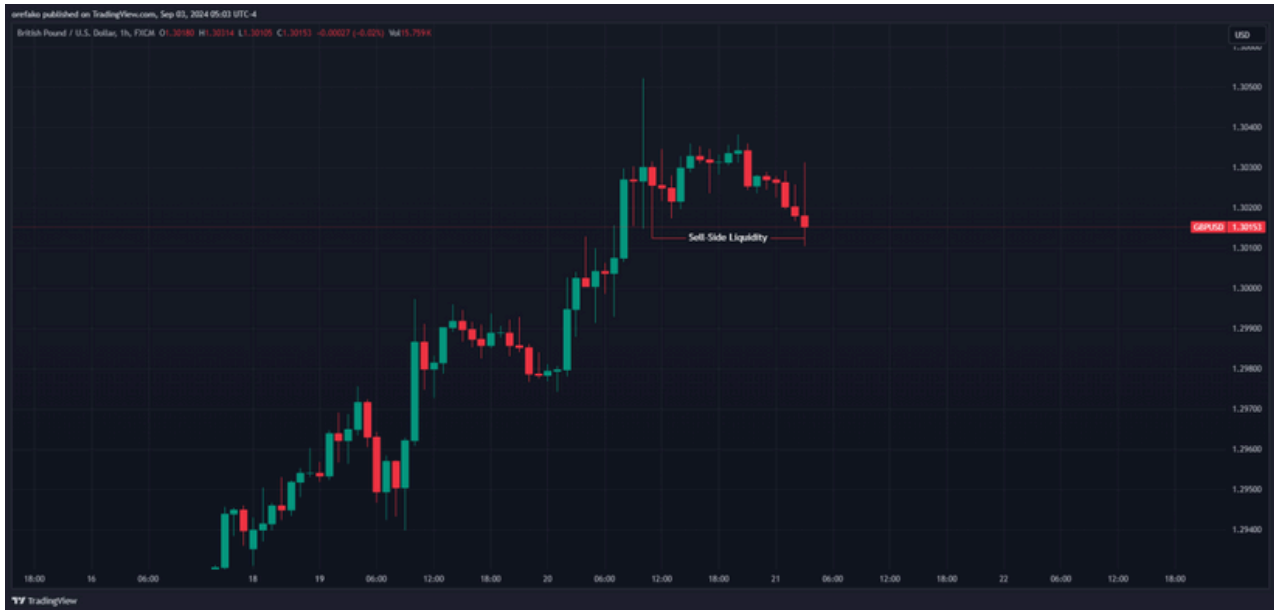 orefako published on TradingView.com, Sep 03, 2024 05:03 UTC-4
British Pound / U.S. Dollar, 1h, FXCM O1.30180 H1.30314 L1.30105 C1.30153 -0.00027 (-0.02%) Vol15.759K
USD
1.30600
1.30500
1.30400
1.30300
1.30200
GBPUSD 1.30153
Sell-Side Liquidity
1.30100
1.30000
1.29900
1.29800
1.29700
1.29600
1.29500
1.29400
18:00 16 06:00 18 19 06:00 12:00 18:00 20 06:00 12:00 18:00 21 06:00 12:00 18:00 22 06:00 12:00 18:00
TradingView